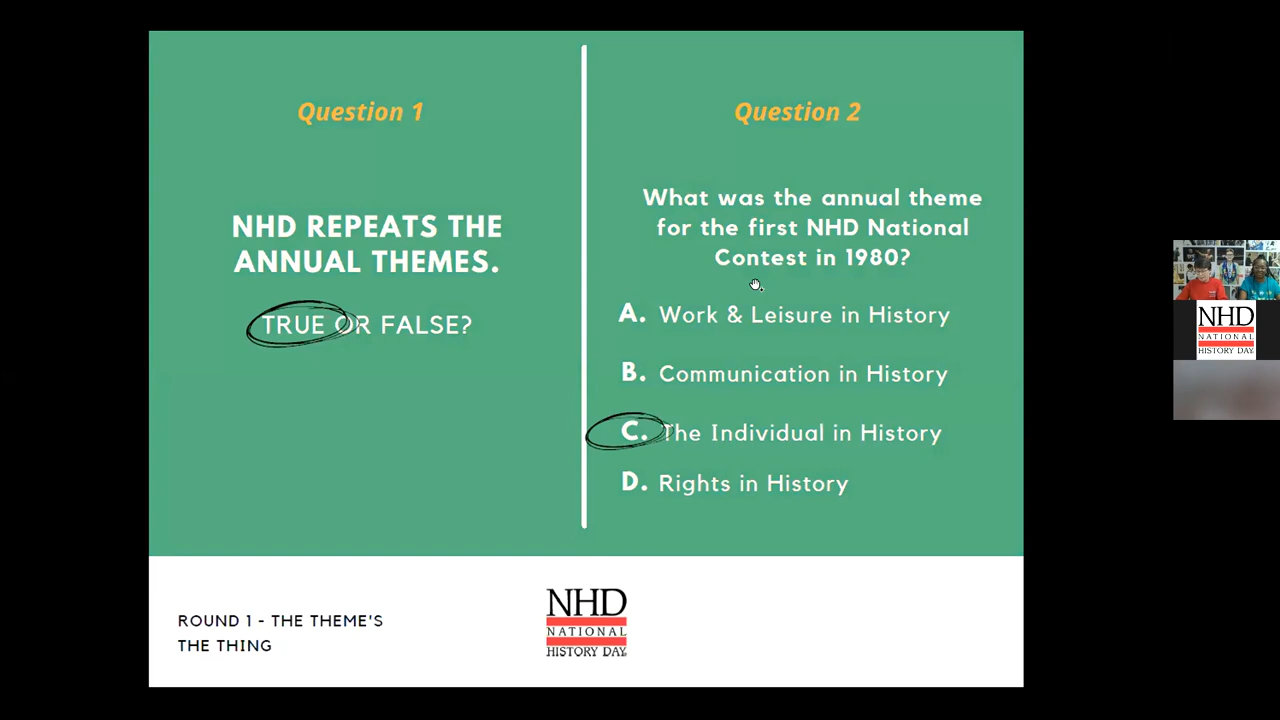 Question 1
NHD REPEATS THE
ANNUAL THEMES.
TRUE OR FALSE?
Question 2
What was the annual theme
for the first NHD National
Contest in 1980?
A. Work & Leisure in History
B. Communication in History
C. The Individual in History
D. Rights in History
ROUND 1 - THE THEME'S
THE THING
NHD
NATIONAL
HISTORY DAY
NHD
NATIONAL
HISTORY DAY